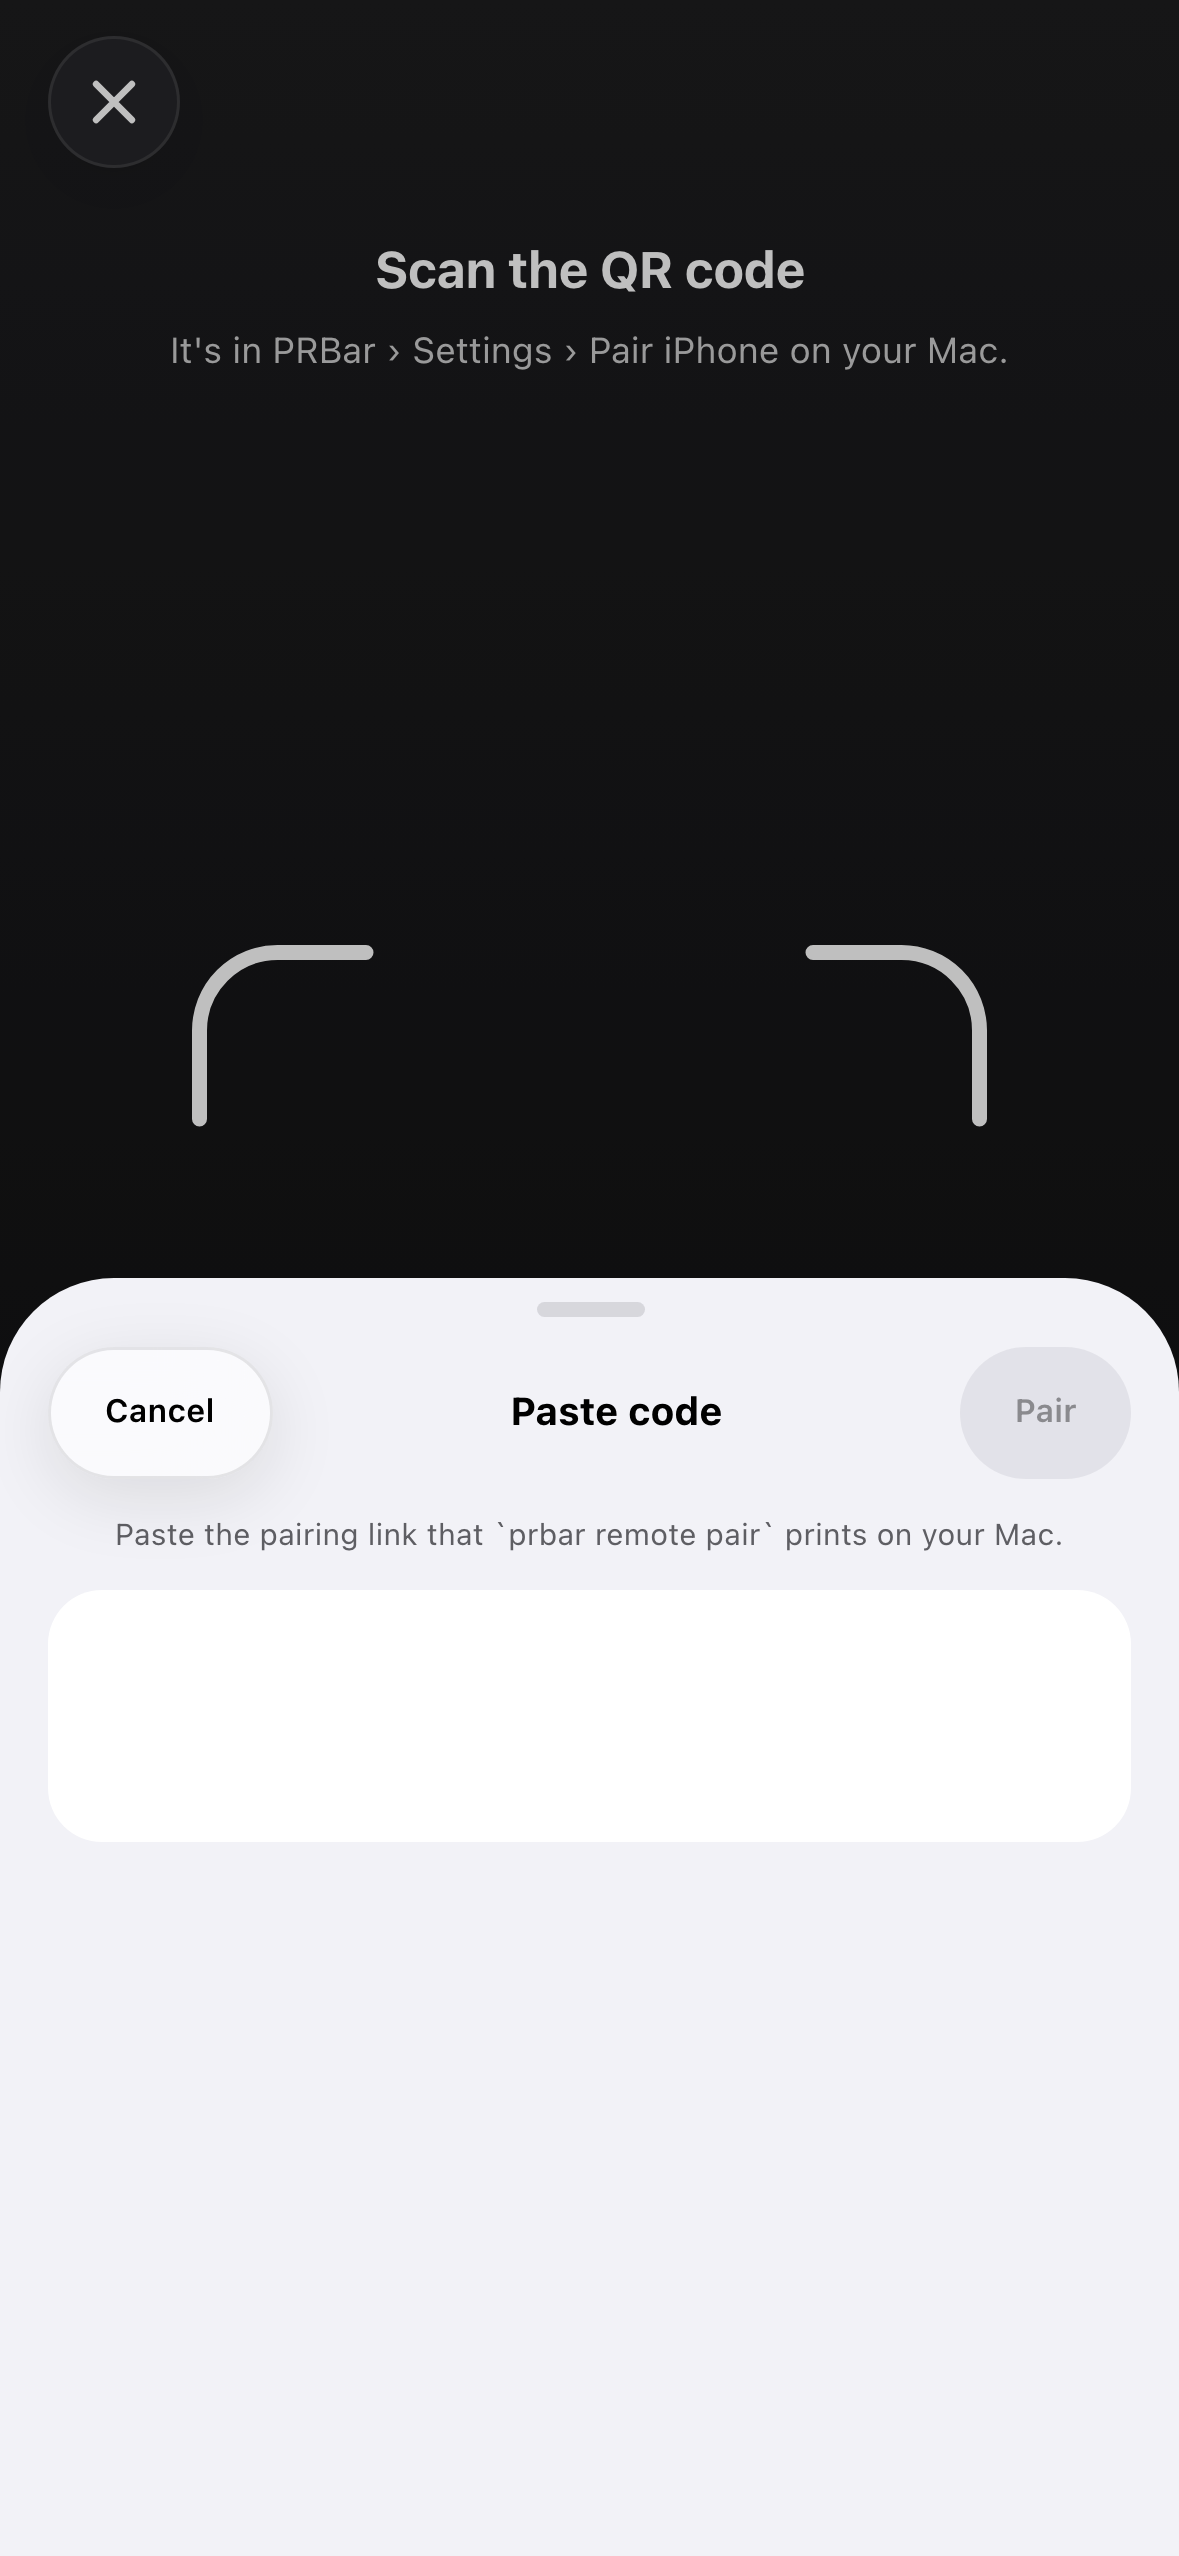 Scan the QR code
It's in PRBar › Settings › Pair iPhone on your Mac.
Cancel
Paste code
Pair
Paste the pairing link that `prbar remote pair` prints on your Mac.